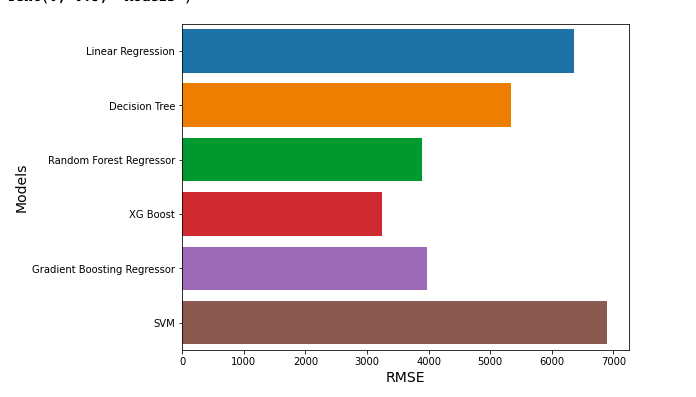 Models
Linear Regression
Decision Tree
Random Forest Regressor
XG Boost
Gradient Boosting Regressor
SVM
0 1000 2000 3000 4000 5000 6000 7000
RMSE